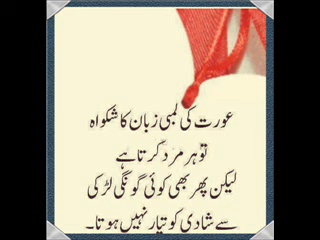 عورت کی لمبی زبان کا شکواہ
تو ہر مرد کرتا ہے
لیکن پھر بھی کوئی گونگی لڑکی
سے شادی کو تیار نہیں ہوتا۔